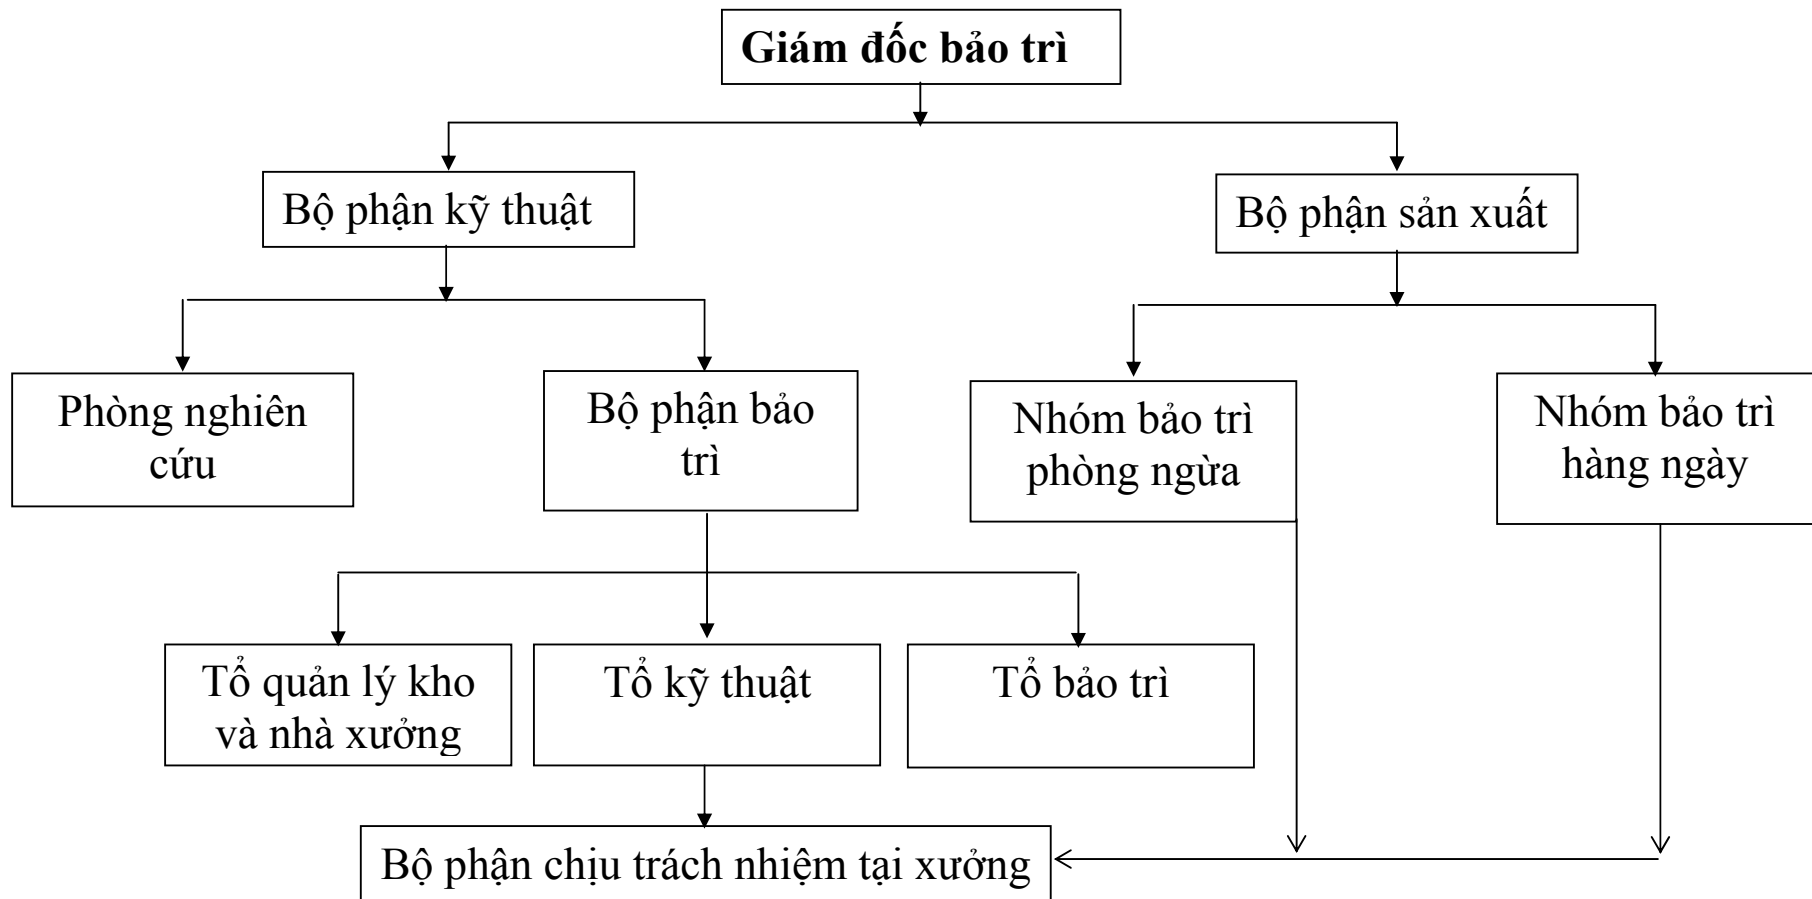 Giám đốc bảo trì
Bộ phận kỹ thuật
Bộ phận sản xuất
Phòng nghiên
cứu
Bộ phận bảo
trì
Nhóm bảo trì
phòng ngừa
Nhóm bảo trì
hàng ngày
Tổ quản lý kho
và nhà xưởng
Tổ kỹ thuật
Tổ bảo trì
Bộ phận chịu trách nhiệm tại xưởng